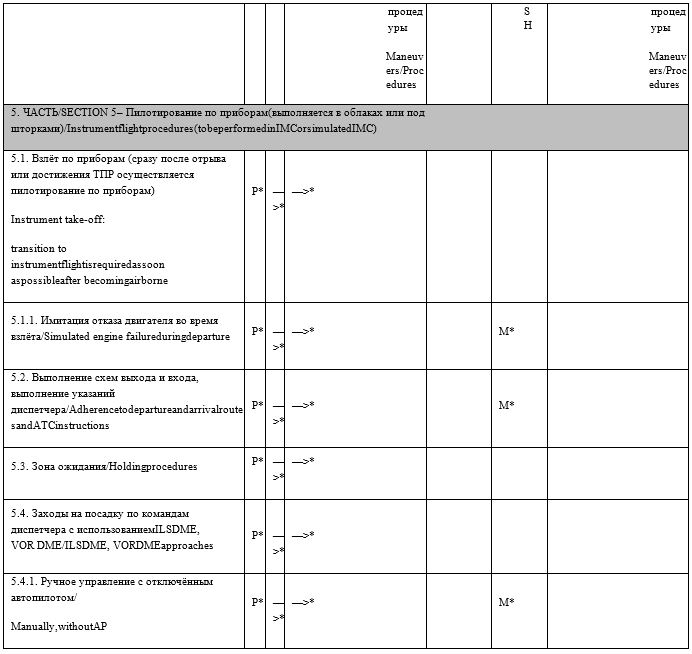 процед
уры
Maneuv
ers/Proc
edures
S
H
процед
уры
Maneuv
ers/Proc
edures
5. ЧАСТЬ/SECTION 5– Пилотирование по приборам(выполняется в облаках или под
шторками)/Instrumentflightprocedures(tobeperformedinIMCorsimulatedIMC)
5.1. Взлёт по приборам (сразу после отрыва
или достижения ТПР осуществляется
пилотирование по приборам)
Instrument take-off:
transition to
instrumentflightisrequiredassoon
aspossibleafter becomingairborne
P*
—
>*
—>*
5.1.1. Имитация отказа двигателя во время
взлёта/Simulated engine failureduringdeparture
P*
—
>*
—>*
M*
5.2. Выполнение схем выхода и входа,
выполнение указаний
диспетчера/Adherencetodepartureandarrivalroute
sandATCinstructions
P*
—
>*
—>*
M*
5.3. Зона ожидания/Holdingprocedures
P*
—
>*
—>*
5.4. Заходы на посадку по командам
диспетчера с использованиемILSDME,
VOR DME/ILSDME, VORDMEapproaches
P*
—
>*
—>*
5.4.1. Ручное управление с отключённым
автопилотом/
Manually,withoutAP
P*
—
>*
—>*
M*